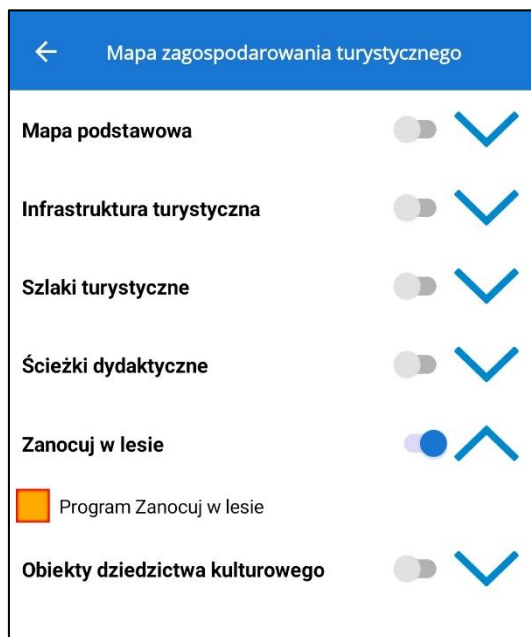 Mapa zagospodarowania turystycznego
Mapa podstawowa
Infrastruktura turystyczna
Szlaki turystyczne
Ścieżki dydaktyczne
Zanocuj w lesie
Program Zanocuj w lesie
Obiekty dziedzictwa kulturowego